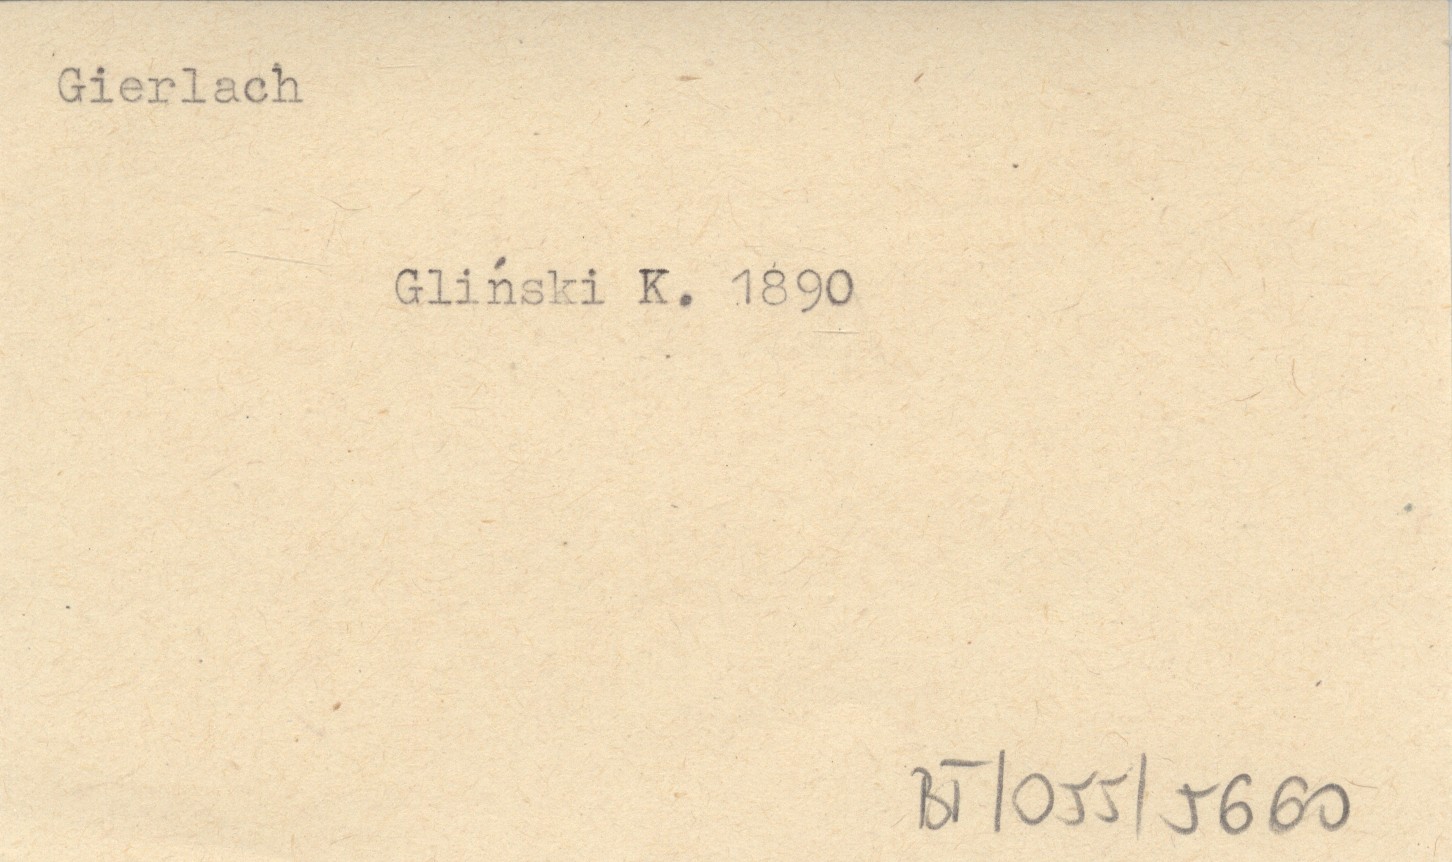 Gierlach
Gliński K. 1890
BT/055/5660